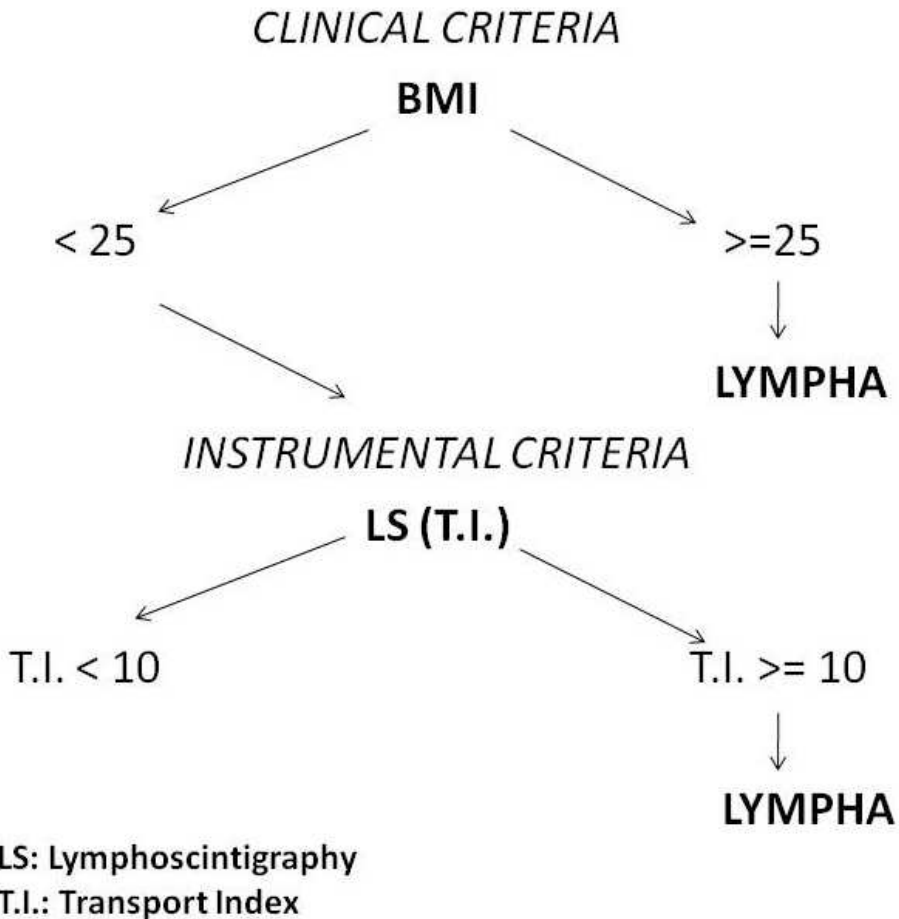 CLINICAL CRITERIA
BMI
< 25
>=25
LYMPHA
INSTRUMENTAL CRITERIA
LS (T.I.)
T.I. < 10
T.I. >= 10
LYMPHA
LS: Lymphoscintigraphy
T.I.: Transport Index